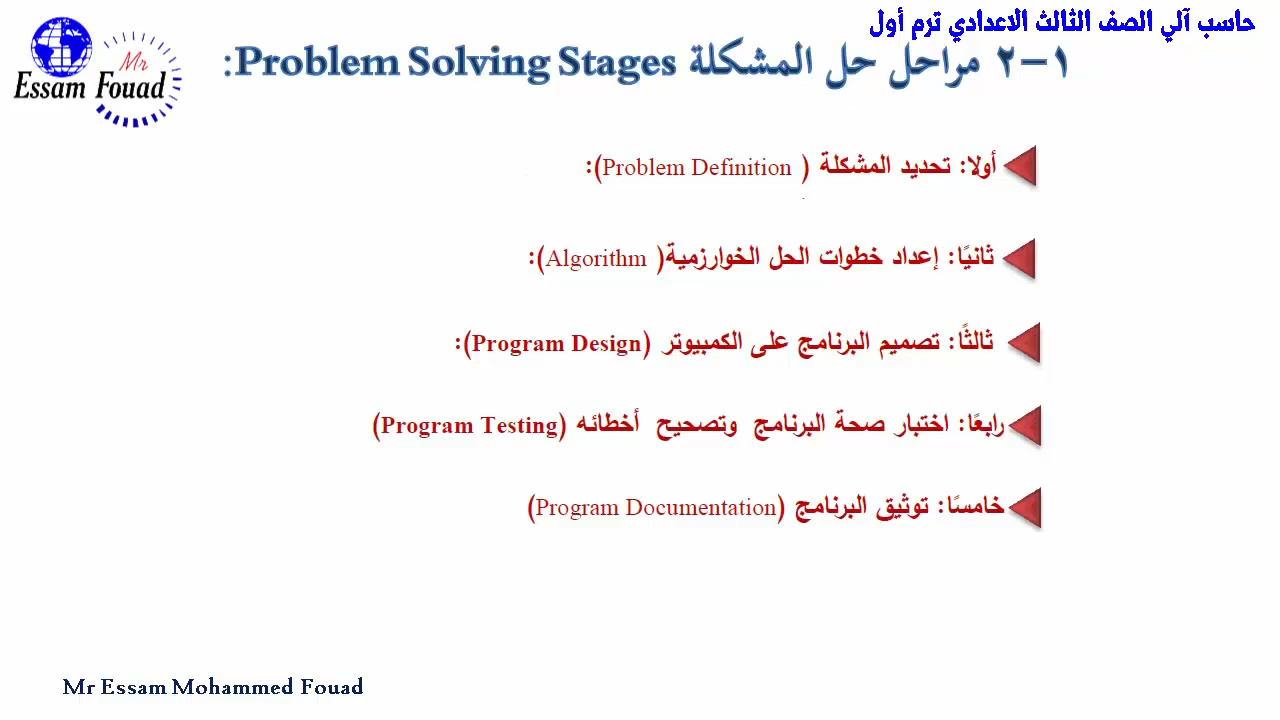 حاسب آلي الصف الثالث الاعدادي ترم أول
Mr
Essam Fouad
١-٢ مراحل حل المشكلة Problem Solving Stages:
أولا: تحديد المشكلة ( Problem Definition):
ثانيًا: إعداد خطوات الحل الخوارزمية( Algorithm):
ثالثًا: تصميم البرنامج على الكمبيوتر (Program Design):
رابعًا: اختبار صحة البرنامج وتصحيح أخطائه (Program Testing)
خامسًا: توثيق البرنامج (Program Documentation)
Mr Essam Mohammed Fouad